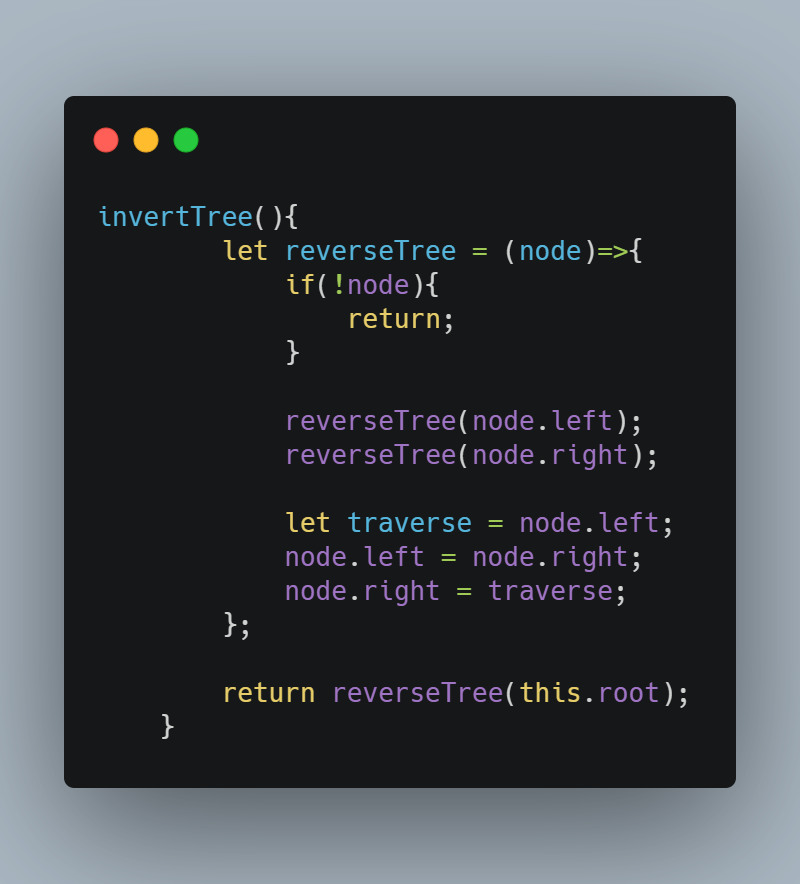 invertTree(){
        let reverseTree = (node)=>{
            if(!node){
                return;
            }

            reverseTree(node.left);
            reverseTree(node.right);

            let traverse = node.left;
            node.left = node.right;
            node.right = traverse;
        };

        return reverseTree(this.root);
    }